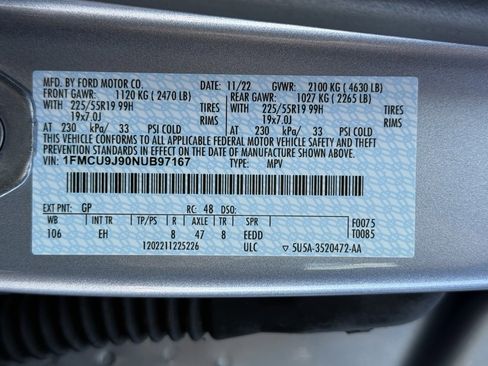 MFD. BY FORD MOTOR CO. DATE: 11/22 GVWR: 2100 KG ( 4630 LB)
FRONT GAWR: 1120 KG ( 2470 LB) REAR GAWR: 1027 KG ( 2265 LB)
WITH 225/55R19 99H TIRES WITH 225/55R19 99H TIRES
19x7.0J RIMS 19x7.0J RIMS
AT 230 kPa/ 33 PSI COLD AT 230 kPa/ 33 PSI COLD
THIS VEHICLE CONFORMS TO ALL APPLICABLE FEDERAL MOTOR VEHICLE SAFETY AND THEFT
PREVENTION STANDARDS IN EFFECT ON THE DATE OF MANUFACTURE SHOWN ABOVE.
VIN: 1FMCU9J90NUB97167 TYPE: MPV
EXT PNT: GP RC: 48 DSO:
WB INT TR TP/PS R AXLE TR SPR F0075
106 EH 8 47 8 EEDD T0085
1202211225226 ULC 5U5A-3520472-AA